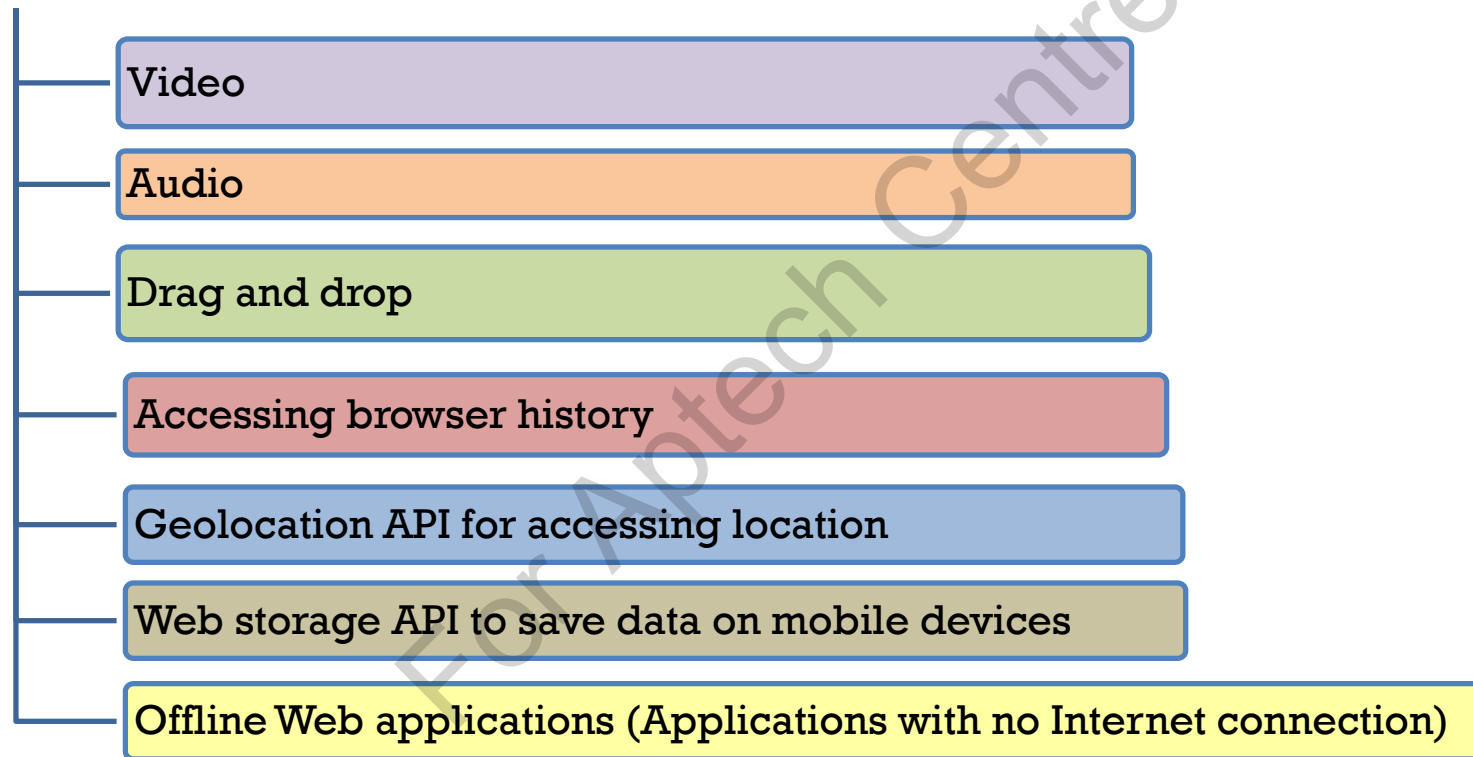 Video
Audio
Drag and drop
Accessing browser history
Geolocation API for accessing location
Web storage API to save data on mobile devices
Offline Web applications (Applications with no Internet connection)
For Aptech Centre